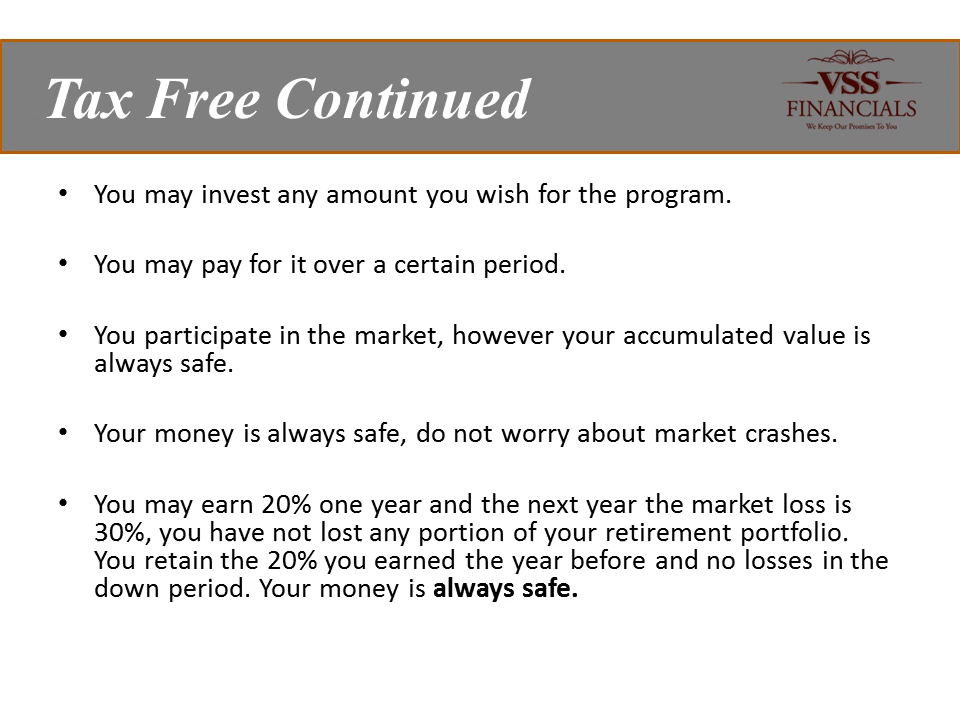 Tax Free Continued
VSS
FINANCIALS
We Keep Our Promises To You
• You may invest any amount you wish for the program.
• You may pay for it over a certain period.
• You participate in the market, however your accumulated value is
always safe.
• Your money is always safe, do not worry about market crashes.
• You may earn 20% one year and the next year the market loss is
30%, you have not lost any portion of your retirement portfolio.
You retain the 20% you earned the year before and no losses in the
down period. Your money is always safe.